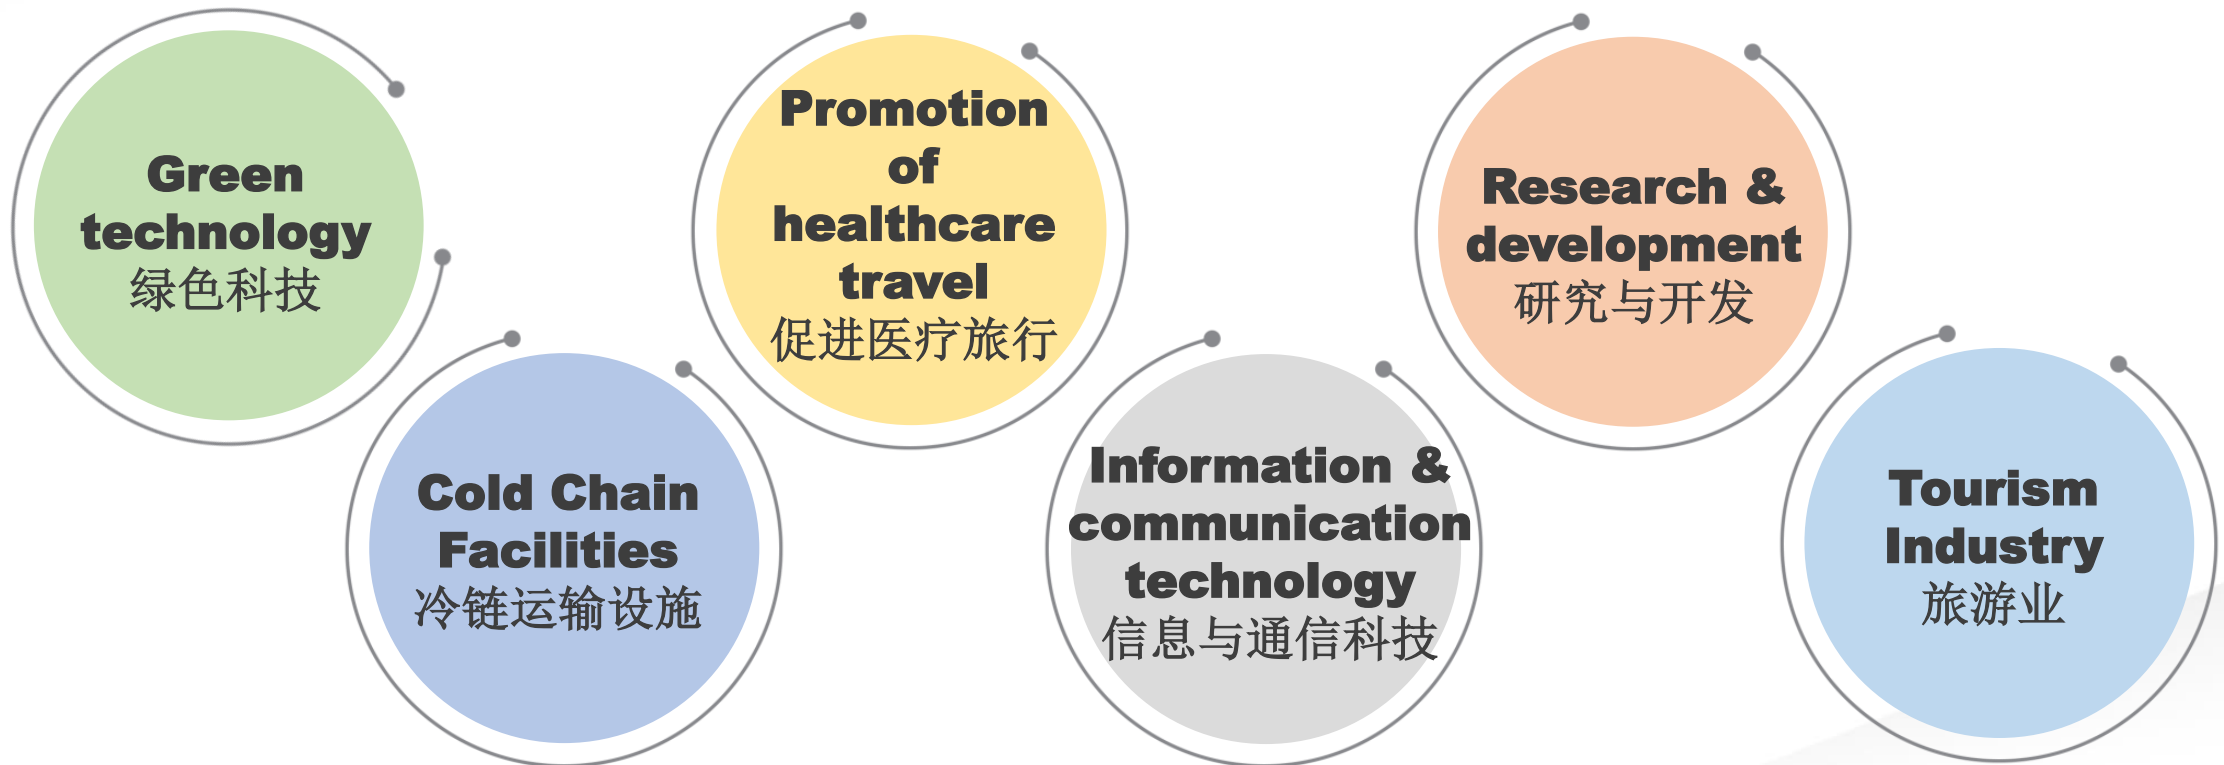 Green
technology
绿色科技
Cold Chain
Facilities
冷链运输设施
Promotion
of
healthcare
travel
促进医疗旅行
Information &
communication
technology
信息与通信科技
Research &
development
研究与开发
Tourism
Industry
旅游业